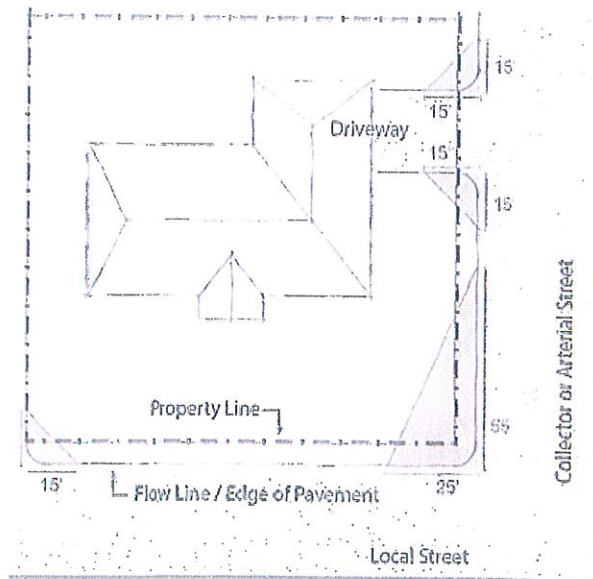 15'
15'
Driveway
15'
15'
Collector or Arterial Street
Property Line
15'
Flow Line / Edge of Pavement
25'
Local Street